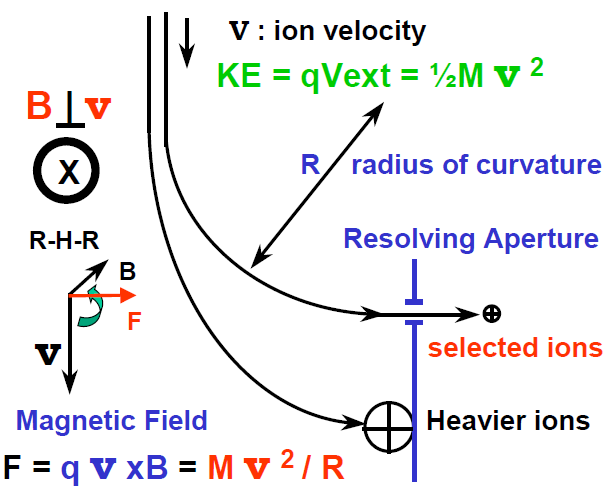 v : ion velocity
KE = qVext = ½M v 2
B ⊥ v
X
R radius of curvature
R-H-R
Resolving Aperture
B
F
v
selected ions
Magnetic Field
Heavier ions
F = q v xB = M v 2 / R